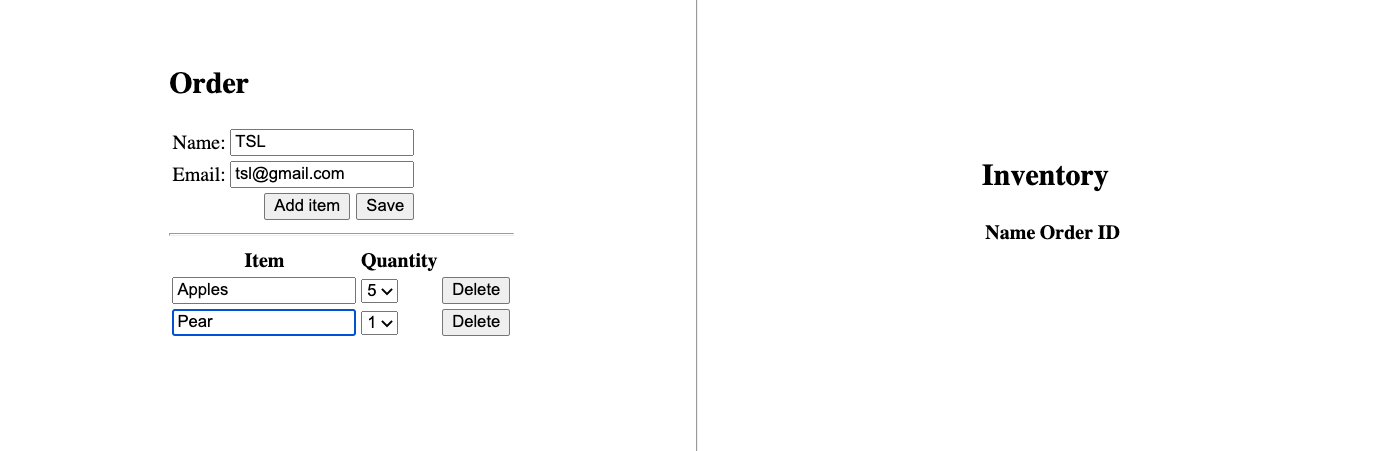 Order
Name: TSL
Email: tsl@gmail.com
Add item Save
Item Quantity
Apples 5 Delete
Pear 1 Delete
Inventory
Name Order ID